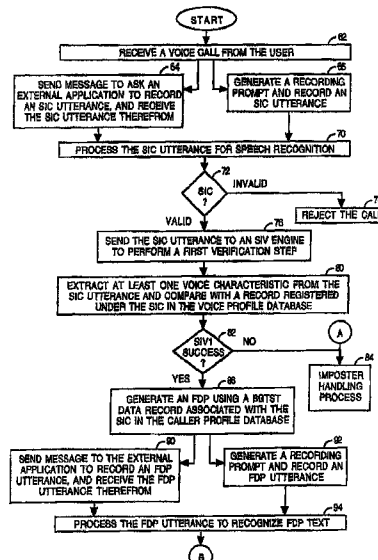 START
62
RECEIVE A VOICE CALL FROM THE USER
64
SEND MESSAGE TO ASK AN
EXTERNAL APPLICATION TO RECORD
AN SIC UTTERANCE, AND RECEIVE
THE SIC UTTERANCE THEREFROM
GENERATE A RECORDING
PROMPT AND RECORD AN
SIC UTTERANCE
70
PROCESS THE SIC UTTERANCE FOR SPEECH RECOGNITION
72
SIC
?
INVALID
VALID
REJECT THE CAL
SEND THE SIC UTTERANCE TO AN SIV ENGINE
TO PERFORM A FIRST VERIFICATION STEP
80
EXTRACT AT LEAST ONE VOICE CHARACTERISTIC FROM THE
SIC UTTERANCE AND COMPARE WITH A RECORD REGISTERED
UNDER THE SIC IN THE VOICE PROFILE DATABASE
82
SIV1
SUCCESS
?
NO
A
84
IMPOSTER
HANDLING
PROCESS
YES
GENERATE AN FDP USING A BGTST
DATA RECORD ASSOCIATED WITH THE
SIC IN THE CALLER PROFILE DATABASE
90
SEND MESSAGE TO THE EXTERNAL
APPLICATION TO RECORD AN FDP
UTTERANCE, AND RECEIVE THE FDP
UTTERANCE THEREFROM
92
GENERATE A RECORDING
PROMPT AND RECORD AN
FDP UTTERANCE
94
PROCESS THE FDP UTTERANCE TO RECOGNIZE FDP TEXT
B